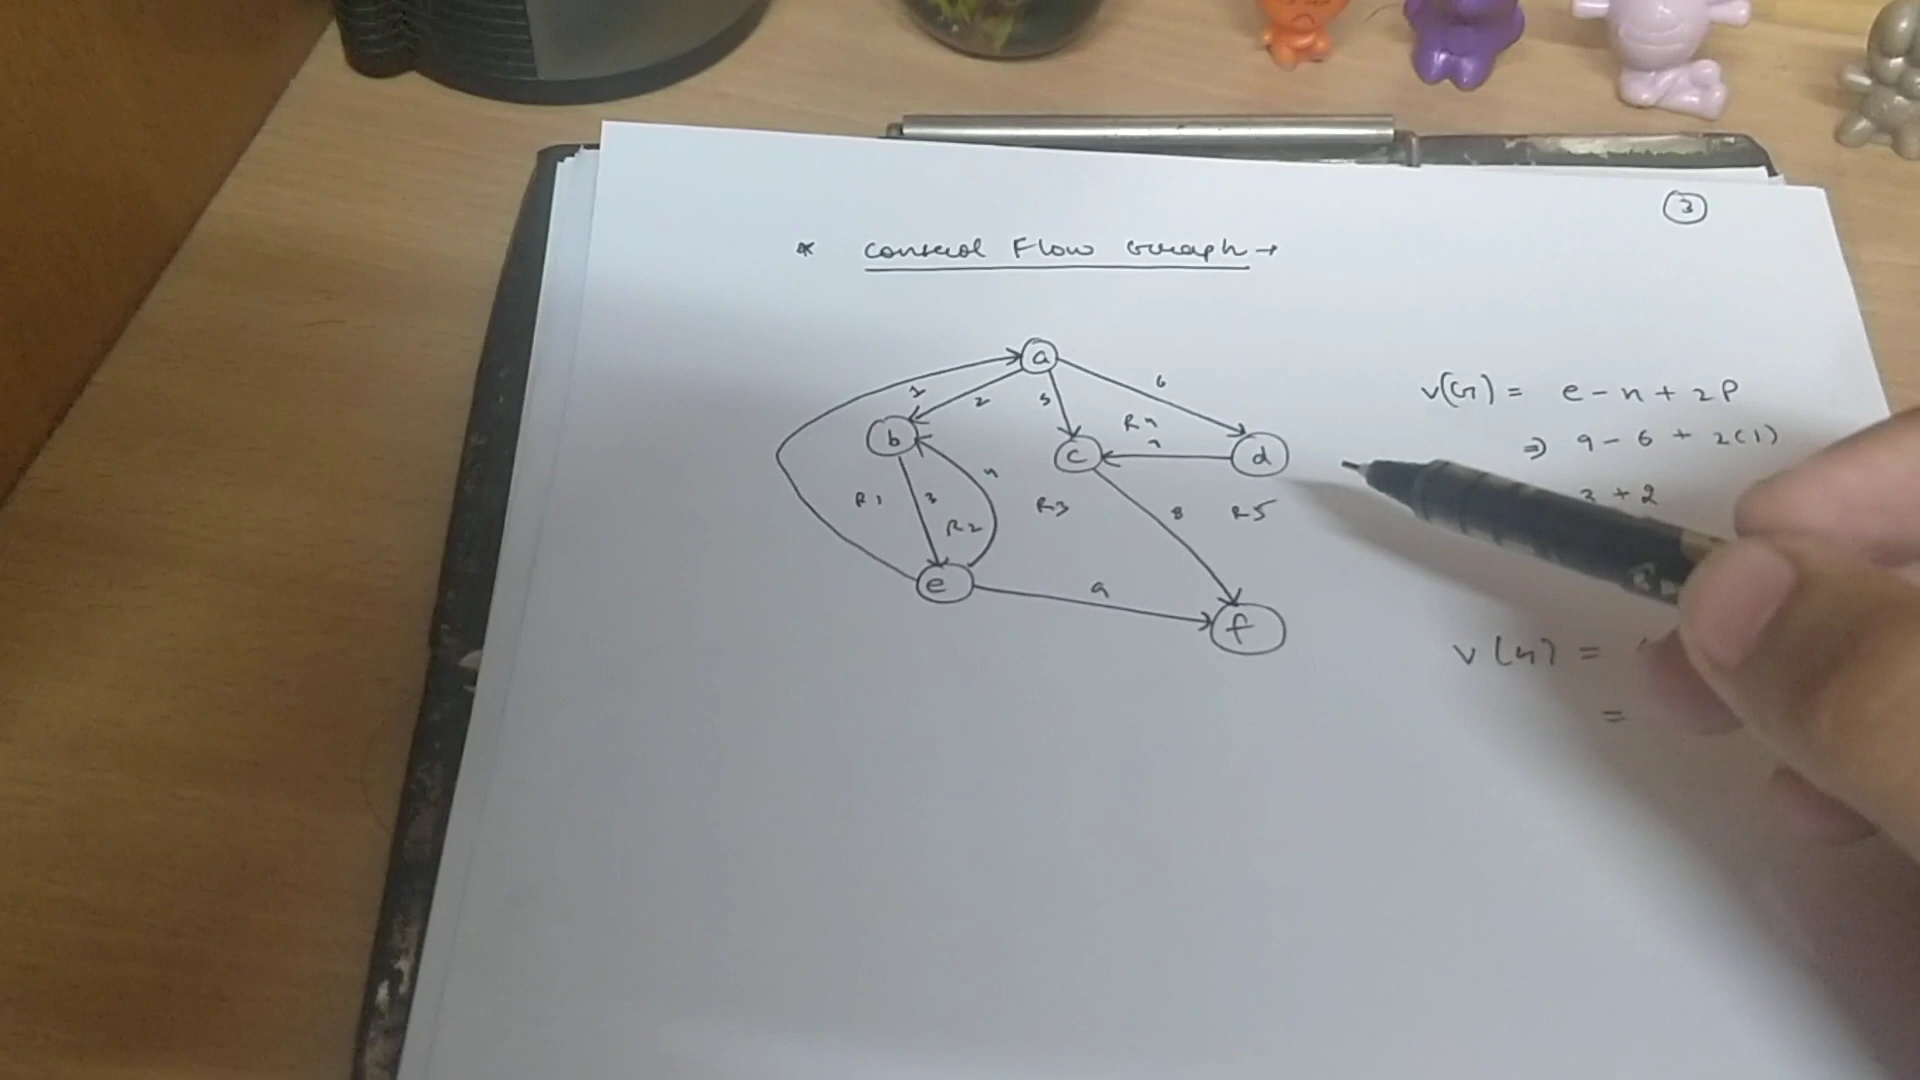 3
* Control Flow Graph →
a
1
2
5
6
b
R4
7
c
d
4
R1
3
R2
R3
8
R5
e
9
f
V(G) = e - n + 2P
⇒ 9 - 6 + 2(1)
3 + 2
V(G) =
=